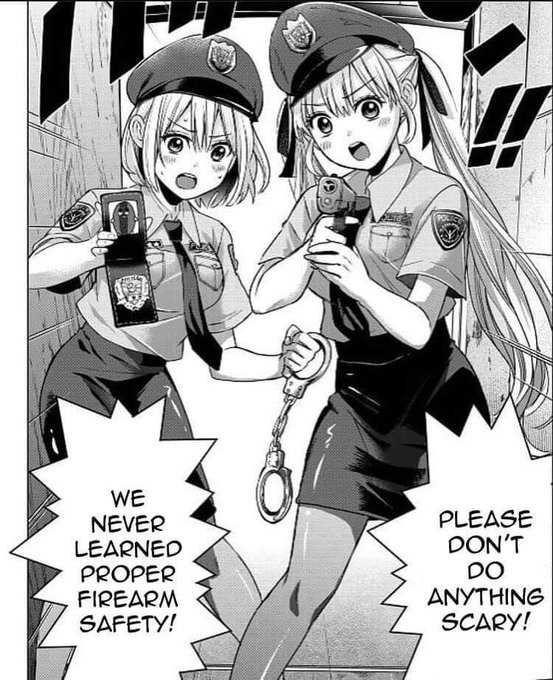 !!
PLEASE
DON'T
DO
ANYTHING
SCARY!
WE
NEVER
LEARNED
PROPER
FIREARM
SAFETY!